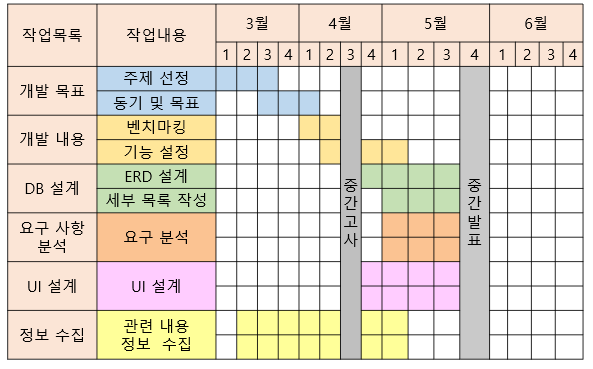 작업목록 작업내용 3월 4월 5월 6월
1 2 3 4 1 2 3 4 1 2 3 4 1 2 3 4
개발 목표 주제 선정
동기 및 목표
개발 내용 벤치마킹
기능 설정
DB 설계 ERD 설계
세부 목록 작성
중간고사
중간발표
요구 사항
분석
요구 분석
UI 설계 UI 설계
정보 수집 관련 내용
정보 수집